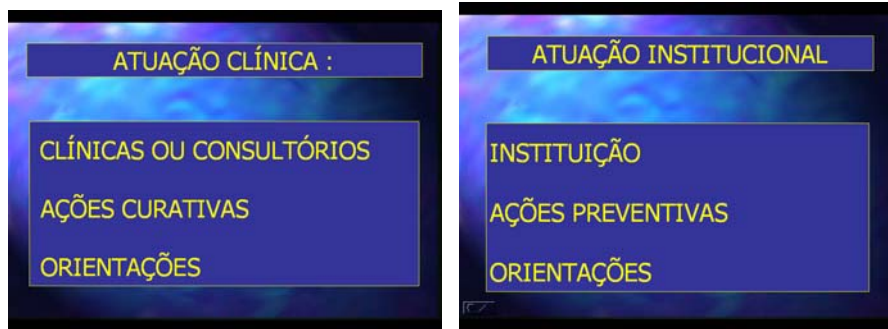 ATUAÇÃO CLÍNICA :
CLÍNICAS OU CONSULTÓRIOS
AÇÕES CURATIVAS
ORIENTAÇÕES
ATUAÇÃO INSTITUCIONAL
INSTITUIÇÃO
AÇÕES PREVENTIVAS
ORIENTAÇÕES